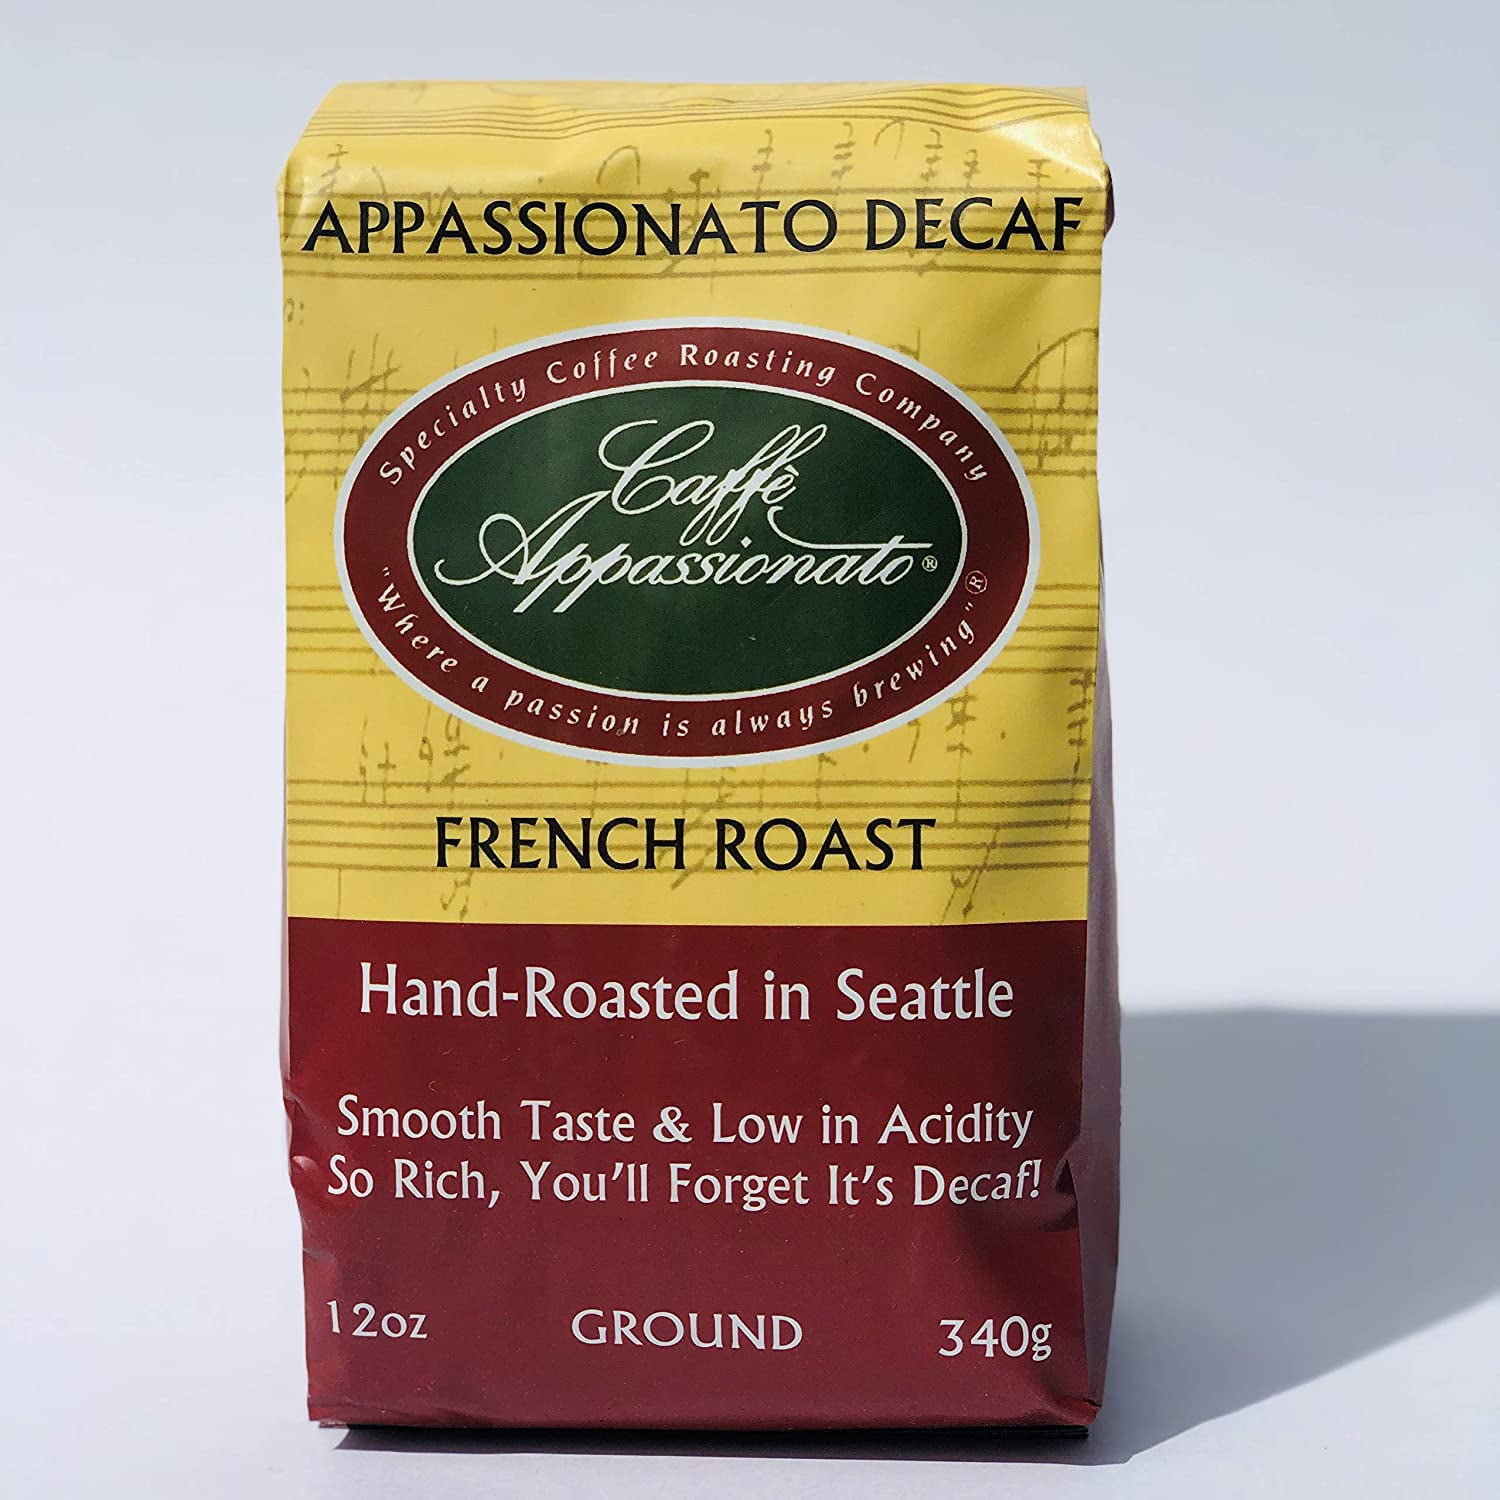 APPASSIONATO DECAF
Specialty Coffee Roasting Company
Caffè
Appassionato®
"Where a passion is always brewing"®
FRENCH ROAST
Hand-Roasted in Seattle
Smooth Taste & Low in Acidity
So Rich, You'll Forget It's Decaf!
12oz GROUND 340g